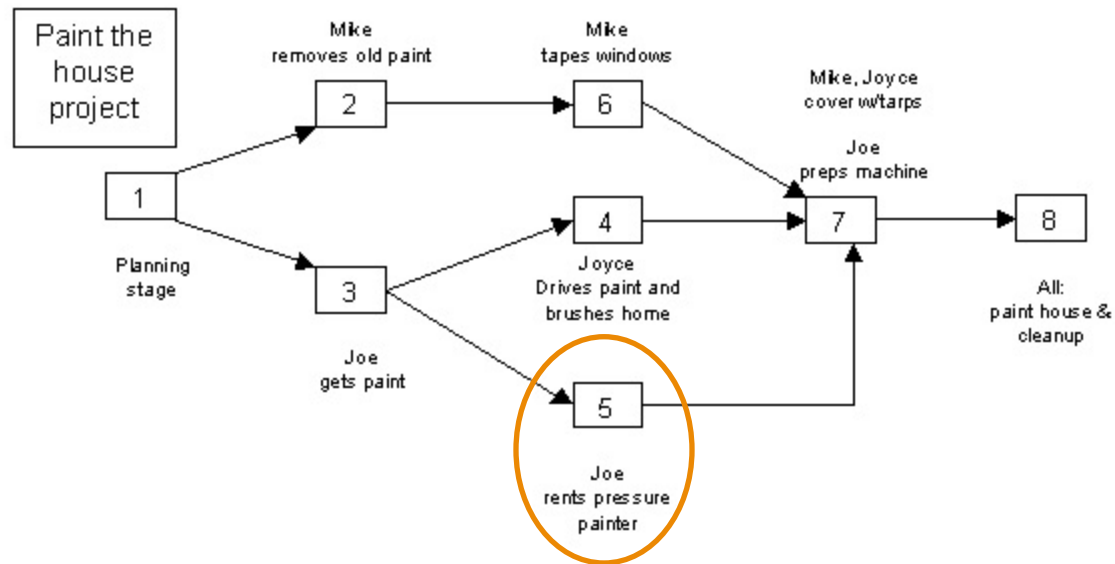 Paint the
house
project
Mike
removes old paint
2
Mike
tapes windows
6
Mike, Joyce
cover w/tarps
Joe
preps machine
7
1
Planning
stage
3
Joe
gets paint
4
Joyce
Drives paint and
brushes home
5
Joe
rents pressure
painter
8
All:
paint house &
cleanup